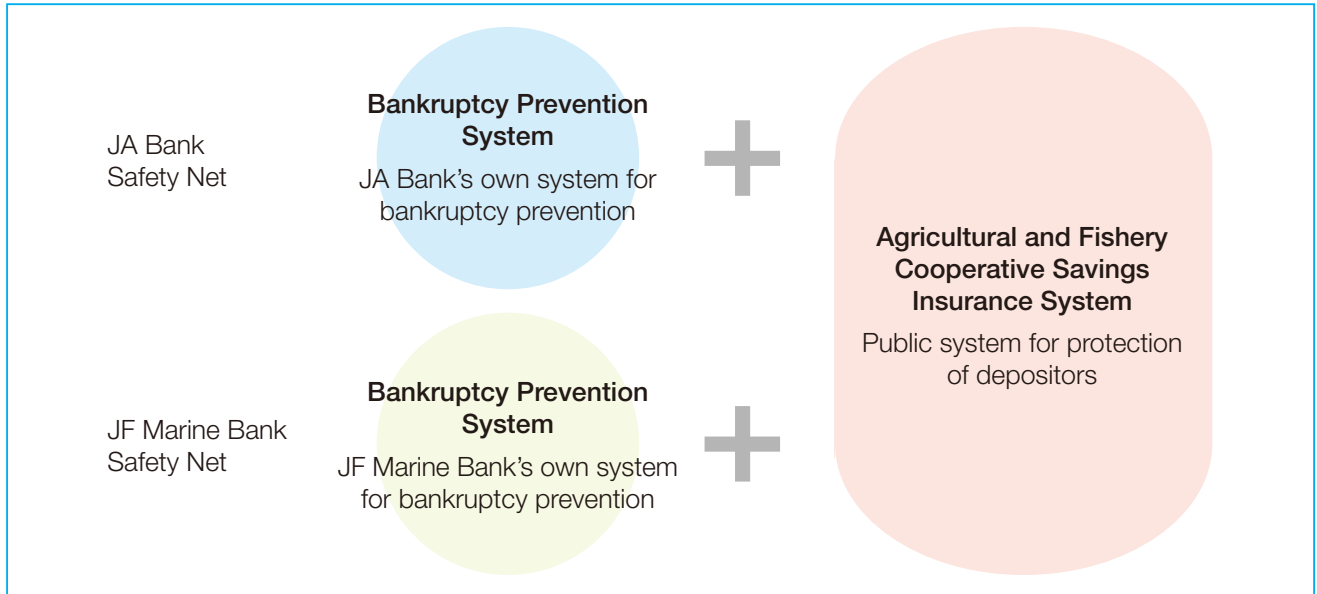 JA Bank
Safety Net
Bankruptcy Prevention
System
JA Bank’s own system for
bankruptcy prevention
JF Marine Bank
Safety Net
Bankruptcy Prevention
System
JF Marine Bank’s own system
for bankruptcy prevention
Agricultural and Fishery
Cooperative Savings
Insurance System
Public system for protection
of depositors